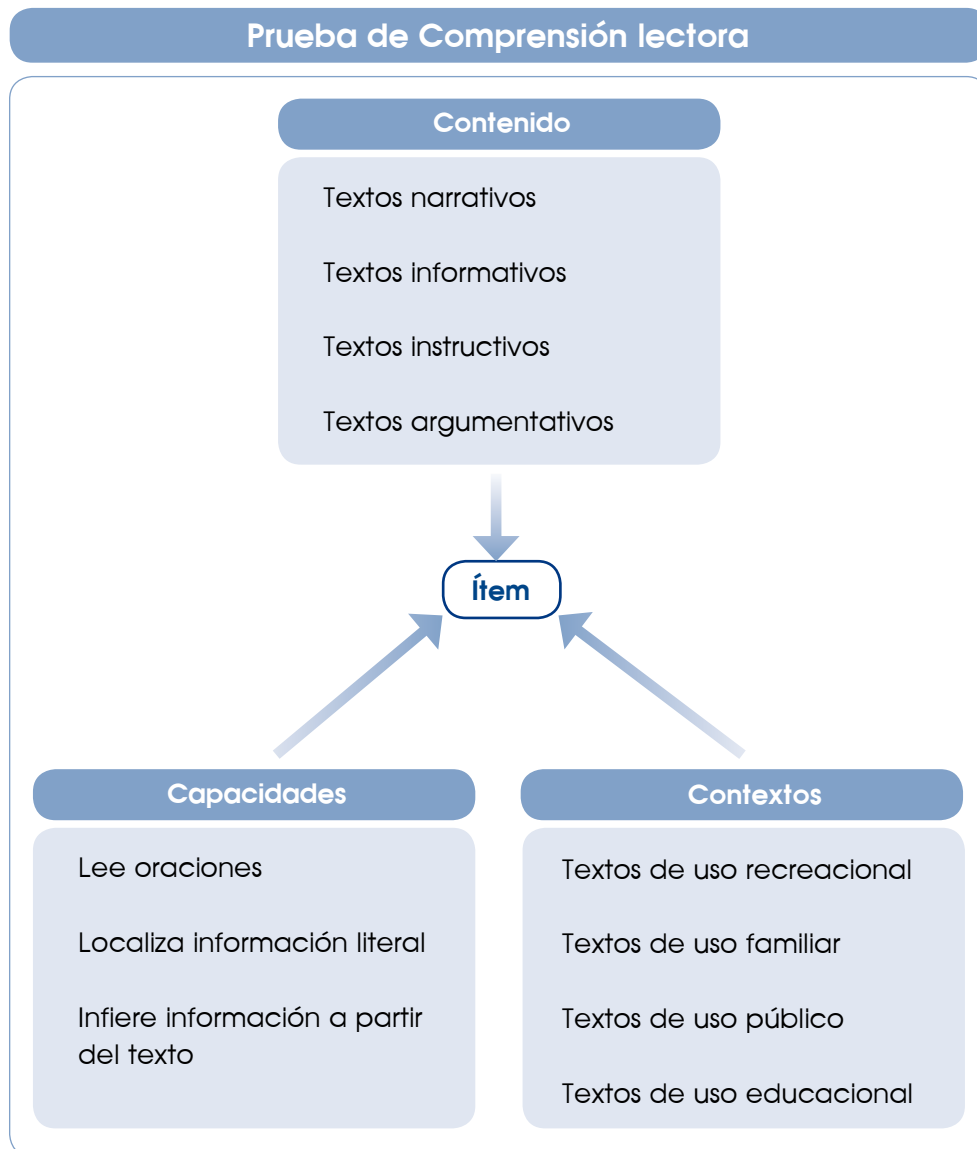 Prueba de Comprensión lectora
Contenido
Textos narrativos
Textos informativos
Textos instructivos
Textos argumentativos
Ítem
Capacidades
Lee oraciones
Localiza información literal
Infiere información a partir
del texto
Contextos
Textos de uso recreacional
Textos de uso familiar
Textos de uso público
Textos de uso educacional